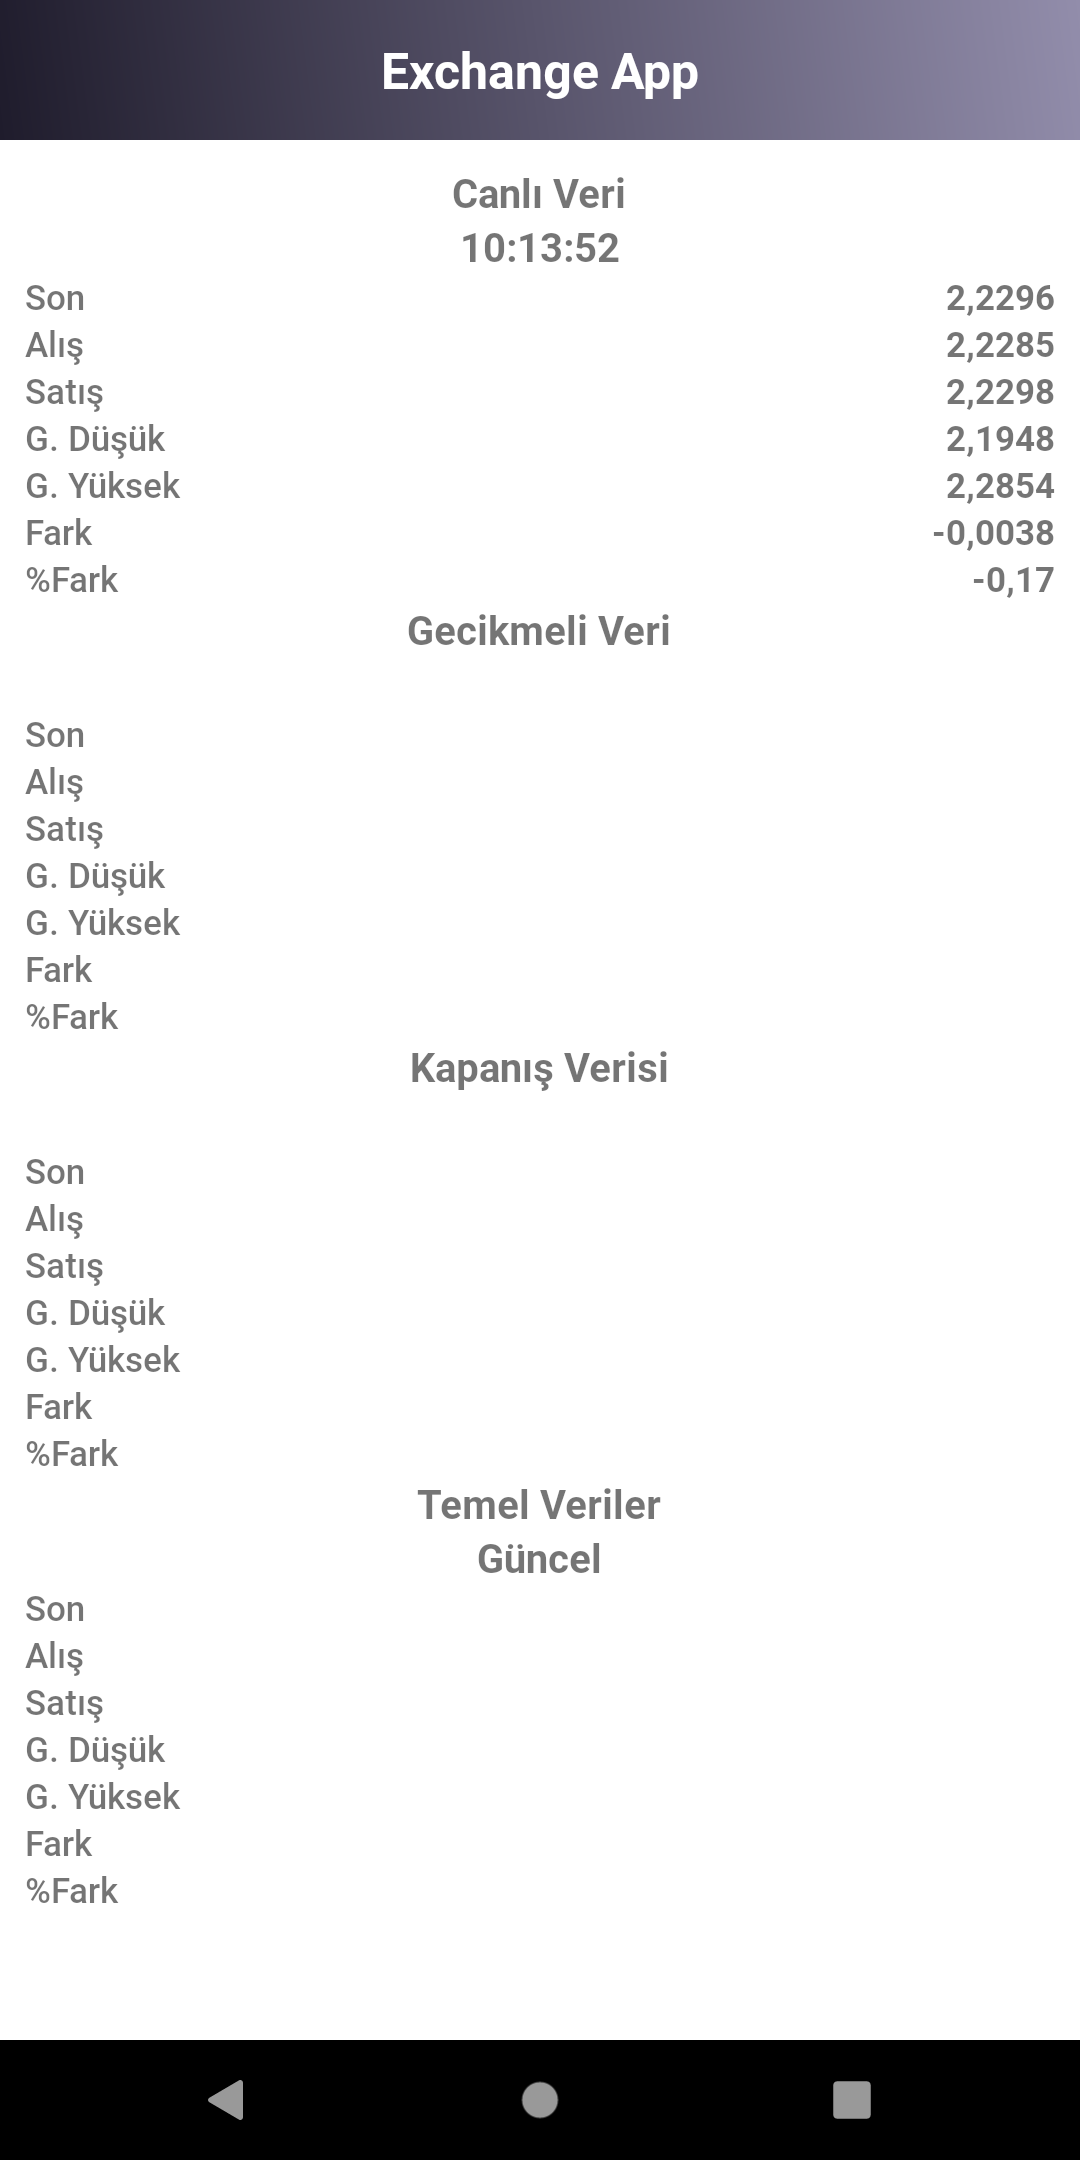 Exchange App
Canlı Veri
10:13:52
Son 2,2296
Alış 2,2285
Satış 2,2298
G. Düşük 2,1948
G. Yüksek 2,2854
Fark -0,0038
%Fark -0,17
Gecikmeli Veri
Son
Alış
Satış
G. Düşük
G. Yüksek
Fark
%Fark
Kapanış Verisi
Son
Alış
Satış
G. Düşük
G. Yüksek
Fark
%Fark
Temel Veriler
Güncel
Son
Alış
Satış
G. Düşük
G. Yüksek
Fark
%Fark